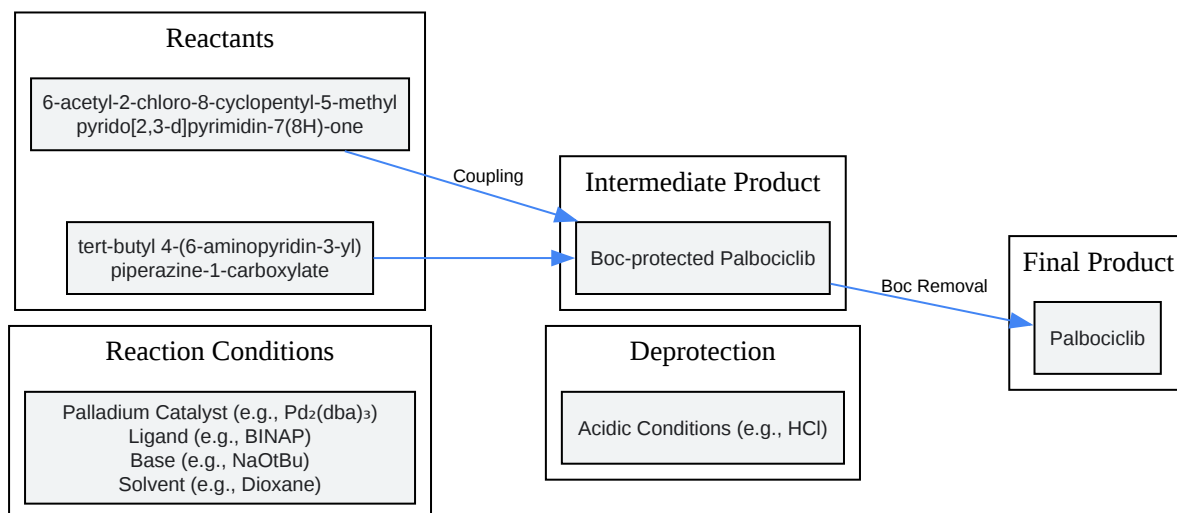 Reactants
6-acetyl-2-chloro-8-cyclopentyl-5-methyl
pyrido[2,3-d]pyrimidin-7(8H)-one
Coupling
tert-butyl 4-(6-aminopyridin-3-yl)
piperazine-1-carboxylate
Intermediate Product
Boc-protected Palbociclib
Boc Removal
Final Product
Palbociclib
Reaction Conditions
Palladium Catalyst (e.g., Pd₂(dba)₃)
Ligand (e.g., BINAP)
Base (e.g., NaOtBu)
Solvent (e.g., Dioxane)
Deprotection
Acidic Conditions (e.g., HCl)